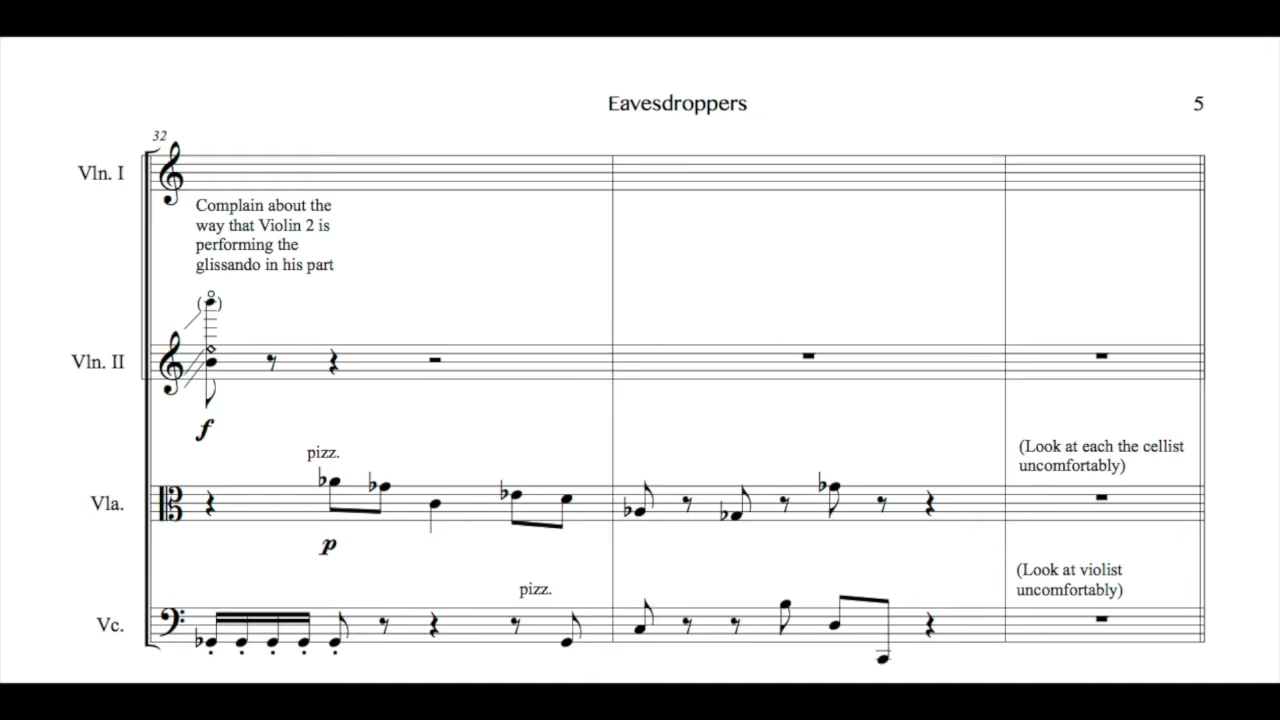 Eavesdroppers
5
32
Vln. I
Complain about the
way that Violin 2 is
performing the
glissando in his part
Vln. II
f
(Look at each the cellist
uncomfortably)
pizz.
Vla.
p
(Look at violist
uncomfortably)
pizz.
Vc.